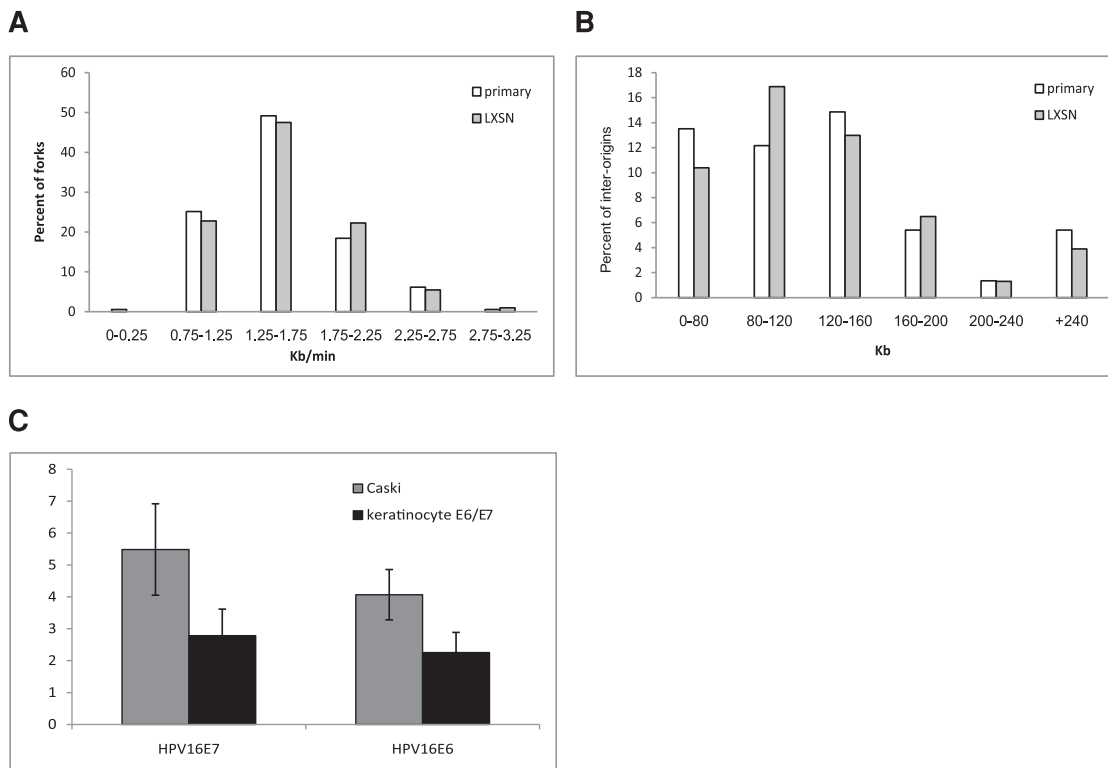 A
60
50
40
30
20
10
0
Percent of forks
primary
LXSN
0-0.25 0.75-1.25 1.25-1.75 1.75-2.25 2.25-2.75 2.75-3.25
Kb/min
B
18
16
14
12
10
8
6
4
2
0
Percent of inter-origins
primary
LXSN
0-80 80-120 120-160 160-200 200-240 +240
Kb
C
8
7
6
5
4
3
2
1
0
Caski
keratinocyte E6/E7
HPV16E7 HPV16E6